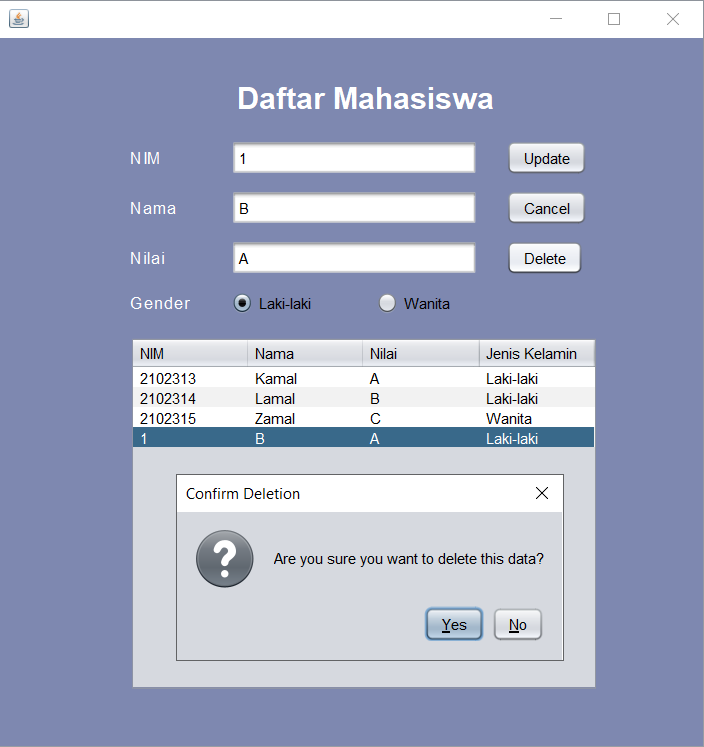 Daftar Mahasiswa
NIM 1 Update
Nama B Cancel
Nilai A Delete
Gender Laki-laki Wanita
NIM Nama Nilai Jenis Kelamin
2102313 Kamal A Laki-laki
2102314 Lamal B Laki-laki
2102315 Zamal C Wanita
1 B A Laki-laki
Confirm Deletion
? Are you sure you want to delete this data?
Yes No